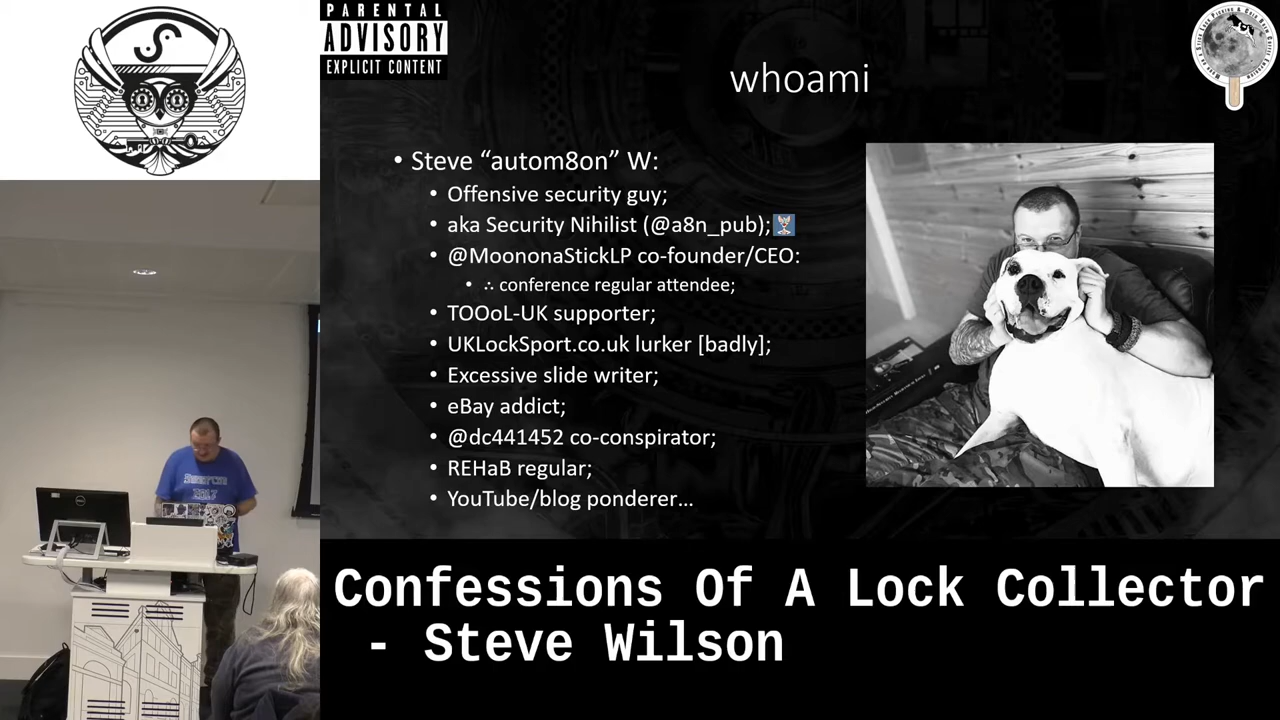 PARENTAL
ADVISORY
EXPLICIT CONTENT
whoami
• Steve “autom8on” W:
• Offensive security guy;
• aka Security Nihilist (@a8n_pub);
• @MoononaStickLP co-founder/CEO:
• ∴ conference regular attendee;
• TOOoL-UK supporter;
• UKLockSport.co.uk lurker [badly];
• Excessive slide writer;
• eBay addict;
• @dc441452 co-conspirator;
• REHaB regular;
• YouTube/blog ponderer…
DELL
Confessions Of A Lock Collector
- Steve Wilson